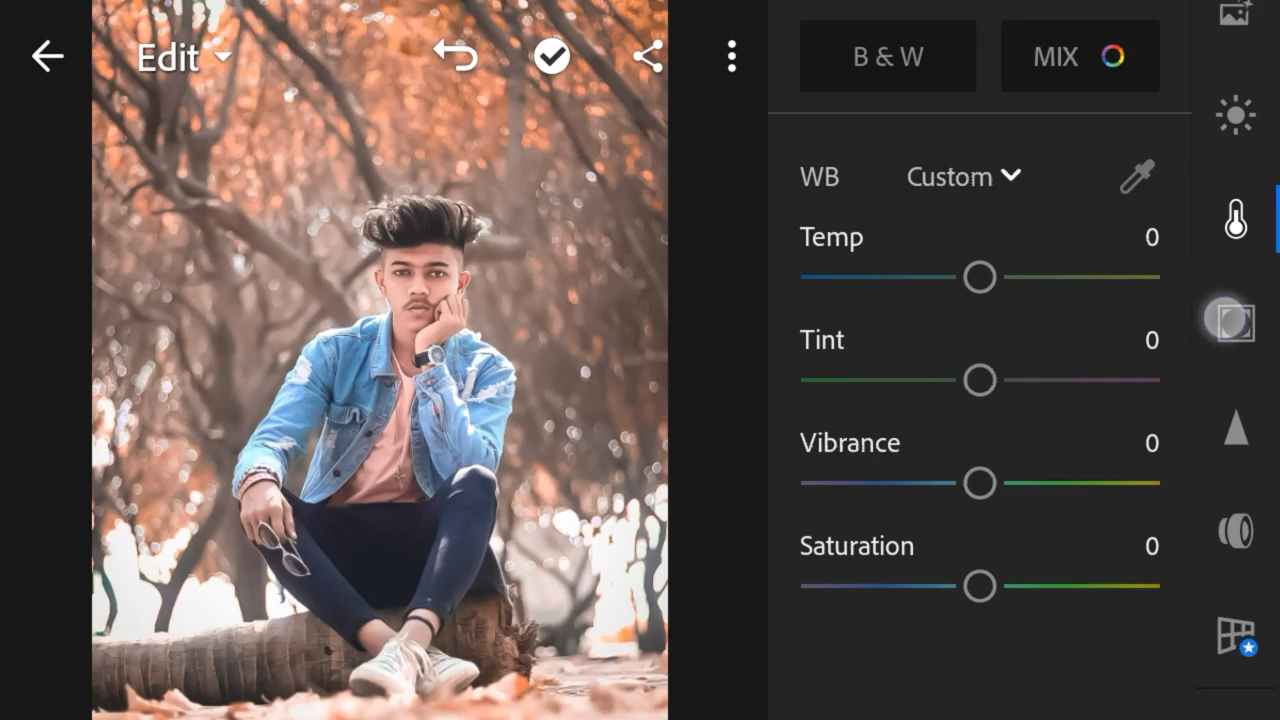 Edit
B & W
MIX
WB Custom
Temp 0
Tint 0
Vibrance 0
Saturation 0